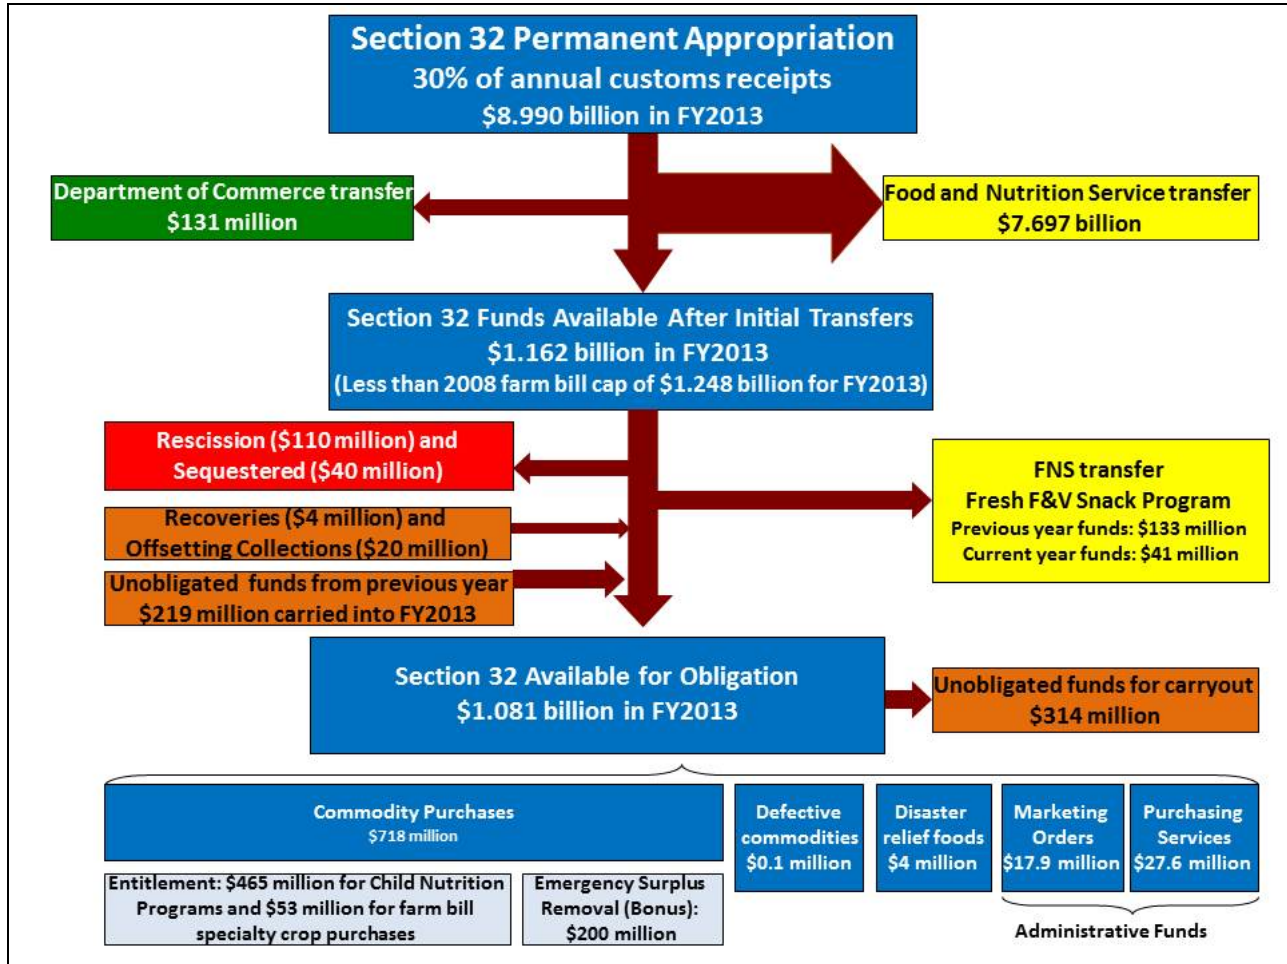 Section 32 Permanent Appropriation
30% of annual customs receipts
$8.990 billion in FY2013
Department of Commerce transfer
$131 million
Food and Nutrition Service transfer
$7.697 billion
Section 32 Funds Available After Initial Transfers
$1.162 billion in FY2013
(Less than 2008 farm bill cap of $1.248 billion for FY2013)
Rescission ($110 million) and
Sequestered ($40 million)
FNS transfer
Fresh F&V Snack Program
Previous year funds: $133 million
Current year funds: $41 million
Recoveries ($4 million) and
Offsetting Collections ($20 million)
Unobligated funds from previous year
$219 million carried into FY2013
Section 32 Available for Obligation
$1.081 billion in FY2013
Unobligated funds for carryout
$314 million
Commodity Purchases
$718 million
Defective
commodities
$0.1 million
Disaster
relief foods
$4 million
Marketing
Orders
$17.9 million
Purchasing
Services
$27.6 million
Entitlement: $465 million for Child Nutrition
Programs and $53 million for farm bill
specialty crop purchases
Emergency Surplus
Removal (Bonus):
$200 million
Administrative Funds